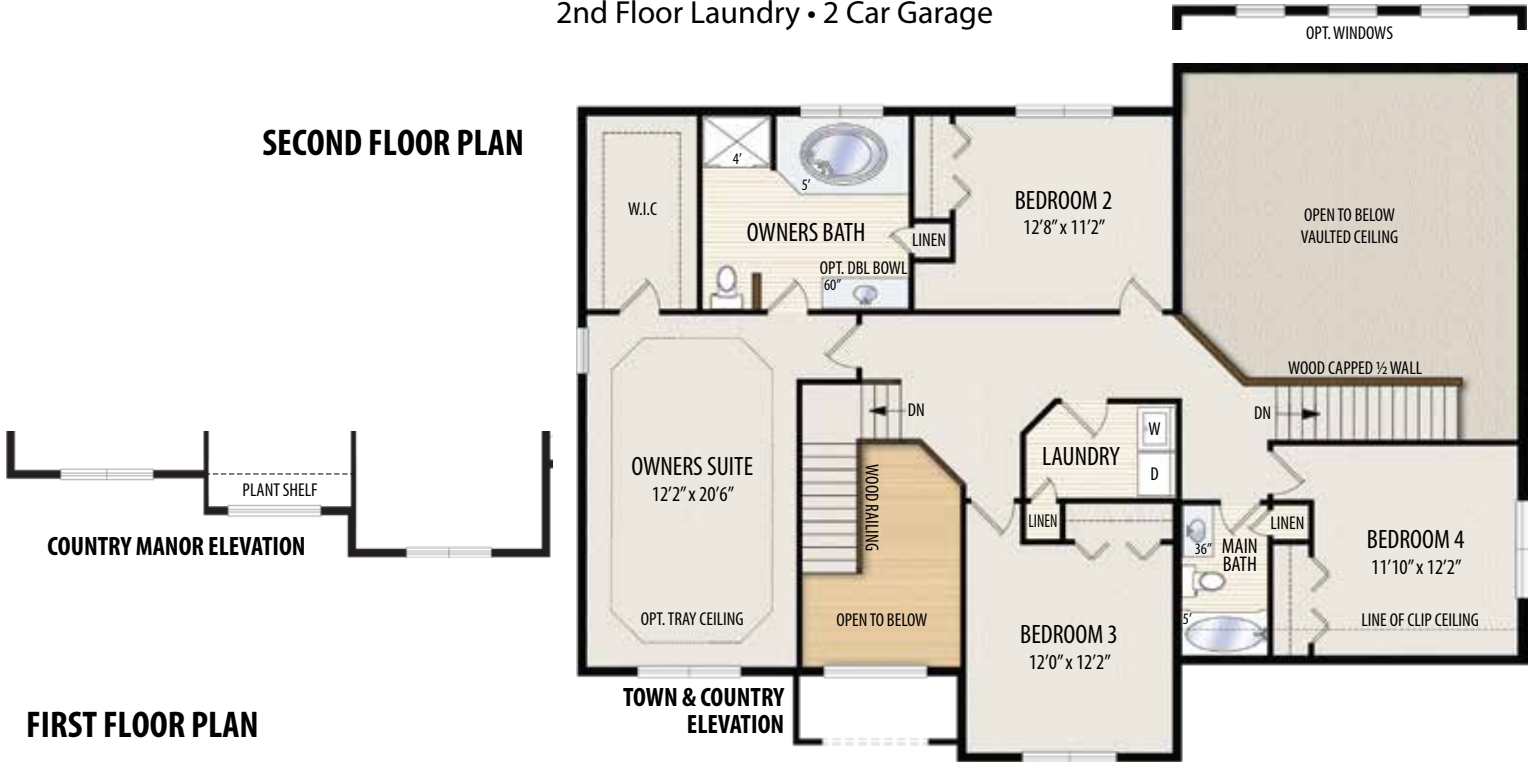 2nd Floor Laundry • 2 Car Garage
OPT. WINDOWS
SECOND FLOOR PLAN
W.I.C
4'
5'
OWNERS BATH
LINEN
OPT. DBL BOWL
60"
BEDROOM 2
12'8" x 11'2"
OPEN TO BELOW
VAULTED CEILING
WOOD CAPPED ½ WALL
DN
DN
W
D
LAUNDRY
OWNERS SUITE
12'2" x 20'6"
OPT. TRAY CEILING
WOOD RAILING
OPEN TO BELOW
LINEN
BEDROOM 3
12'0" x 12'2"
36"
MAIN
BATH
5'
LINEN
BEDROOM 4
11'10" x 12'2"
LINE OF CLIP CEILING
PLANT SHELF
COUNTRY MANOR ELEVATION
TOWN & COUNTRY
ELEVATION
FIRST FLOOR PLAN